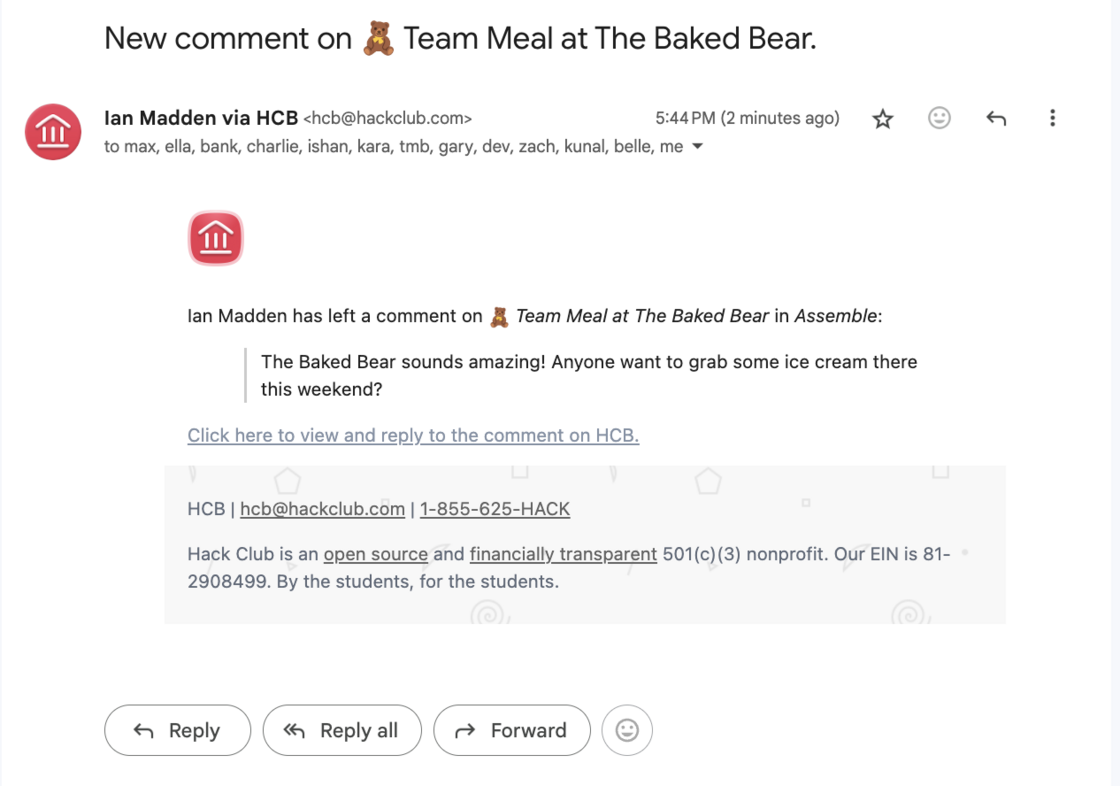 New comment on 🧸 Team Meal at The Baked Bear.
Ian Madden via HCB <hcb@hackclub.com>
5:44 PM (2 minutes ago)
to max, ella, bank, charlie, ishan, kara, tmb, gary, dev, zach, kunal, belle, me
Ian Madden has left a comment on 🧸 Team Meal at The Baked Bear in Assemble:
The Baked Bear sounds amazing! Anyone want to grab some ice cream there
this weekend?
Click here to view and reply to the comment on HCB.
HCB | hcb@hackclub.com | 1-855-625-HACK
Hack Club is an open source and financially transparent 501(c)(3) nonprofit. Our EIN is 81-
2908499. By the students, for the students.
Reply
Reply all
Forward